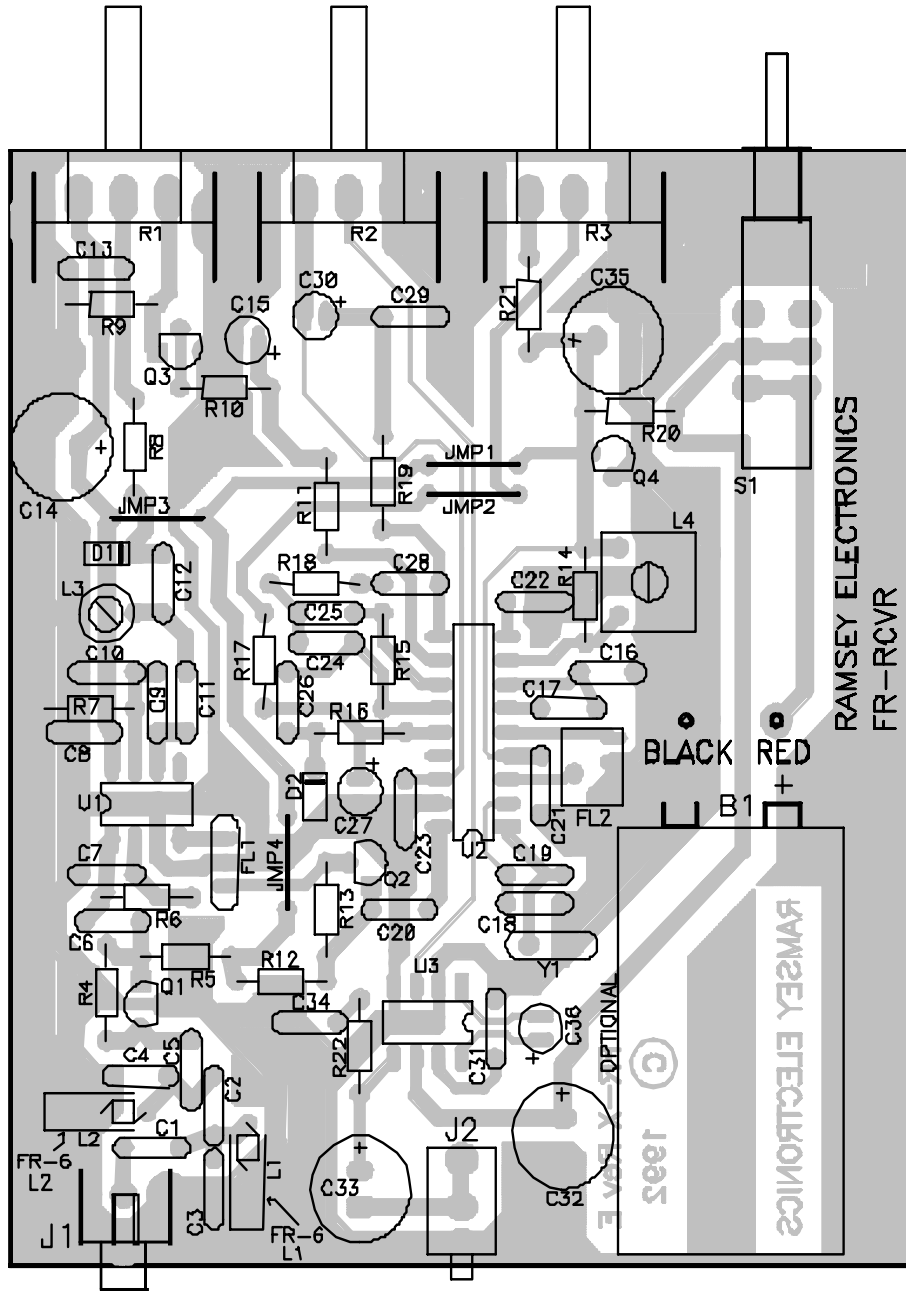 R1
R2
R3
C13
R9
C15
C30
C29
R21
C35
Q3
R10
R20
R8
R11
R19
JMP1
JMP2
Q4
S1
C14
JMP3
D1
C12
L3
R18
C28
C22
R14
L4
C25
C24
R17
R15
C10
C9
C11
C26
C17
C16
R7
C8
R16
U1
D2
C27
C23
C21
FL2
BLACK RED
+
B1
RAMSEY ELECTRONICS
FR-RCVR
C7
FL1
JMP4
Q2
U2
C19
R6
C6
R13
C20
C18
Y1
R5
R12
U3
R4
Q1
C34
R22
C31
C36
OPTIONAL
C4
C5
C2
L2
C1
FR-6
L2
L1
C3
FR-6
L1
J1
C33
J2
C32
RAMSEY ELECTRONICS
© 1992
Rev F